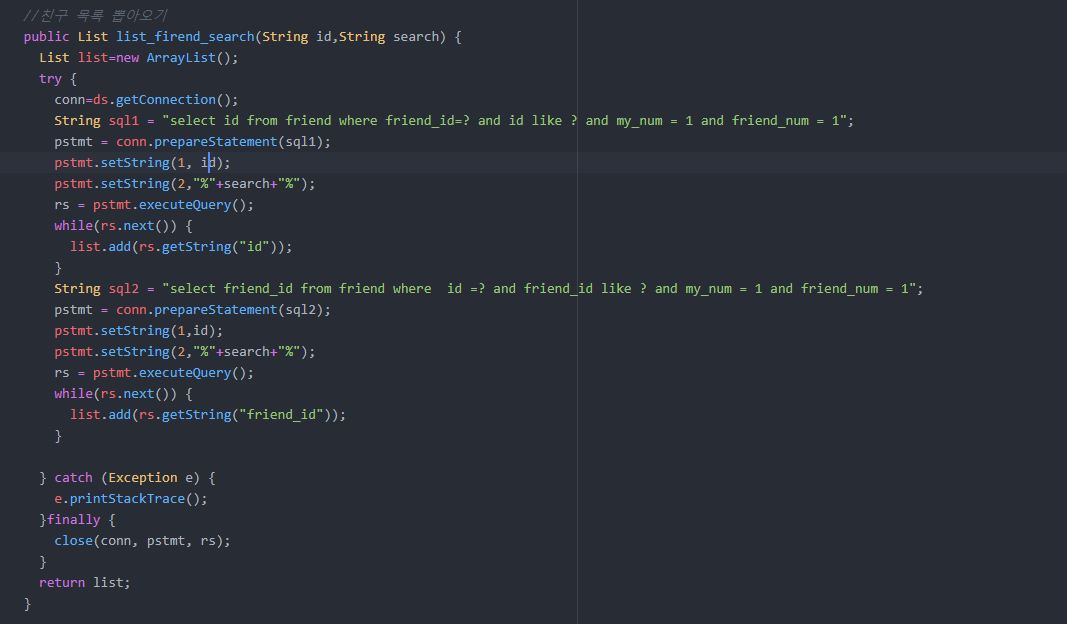 //친구 목록 뽑아오기
public List list_firend_search(String id,String search) {
List list=new ArrayList();
try {
conn=ds.getConnection();
String sql1 = "select id from friend where friend_id=? and id like ? and my_num = 1 and friend_num = 1";
pstmt = conn.prepareStatement(sql1);
pstmt.setString(1, id);
pstmt.setString(2,"%"+search+"%");
rs = pstmt.executeQuery();
while(rs.next()) {
list.add(rs.getString("id"));
}
String sql2 = "select friend_id from friend where  id =? and friend_id like ? and my_num = 1 and friend_num = 1";
pstmt = conn.prepareStatement(sql2);
pstmt.setString(1,id);
pstmt.setString(2,"%"+search+"%");
rs = pstmt.executeQuery();
while(rs.next()) {
list.add(rs.getString("friend_id"));
}
} catch (Exception e) {
e.printStackTrace();
}finally {
close(conn, pstmt, rs);
}
return list;
}